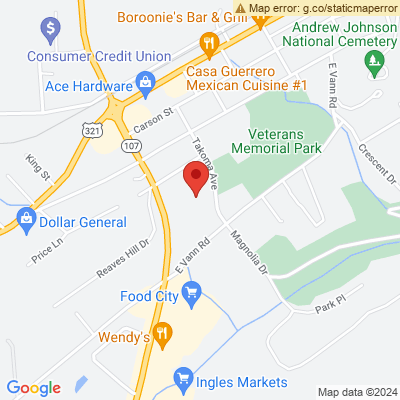 Map error: g.co/staticmaperror
Boroonie's Bar & Grill
Andrew Johnson
National Cemetery
Consumer Credit Union
Casa Guerrero
Mexican Cuisine #1
Ace Hardware
E Vann Rd
Carson St
321
107
Takoma Ave
Veterans
Memorial Park
Crescent Dr
King St
Dollar General
Price Ln
Reaves Hill Dr
E Vann Rd
Magnolia Dr
Food City
Park Pl
Wendy's
Ingles Markets
Google
Map data ©2024